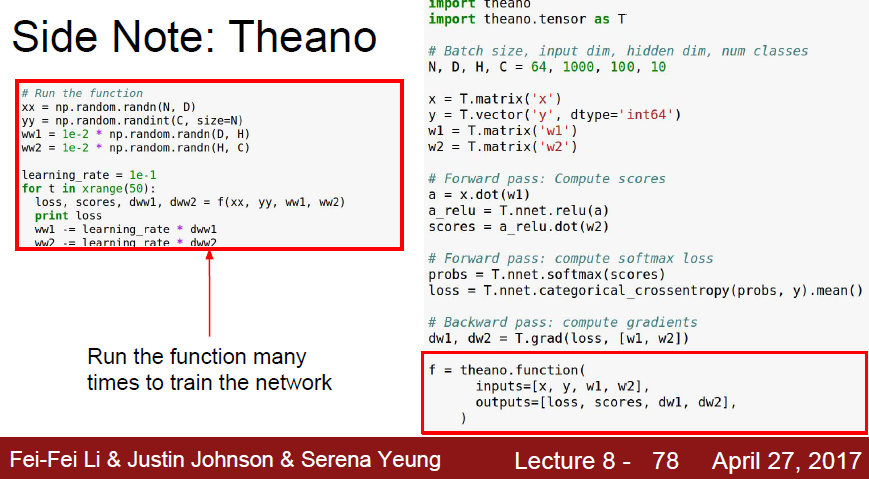 Side Note: Theano
# Run the function
xx = np.random.randn(N, D)
yy = np.random.randint(C, size=N)
ww1 = 1e-2 * np.random.randn(D, H)
ww2 = 1e-2 * np.random.randn(H, C)
learning_rate = 1e-1
for t in xrange(50):
  loss, scores, dww1, dww2 = f(xx, yy, ww1, ww2)
  print loss
  ww1 -= learning_rate * dww1
  ww2 -= learning_rate * dww2
Run the function many
times to train the network
import theano
import theano.tensor as T
# Batch size, input dim, hidden dim, num classes
N, D, H, C = 64, 1000, 100, 10
x = T.matrix('x')
y = T.vector('y', dtype='int64')
w1 = T.matrix('w1')
w2 = T.matrix('w2')
# Forward pass: Compute scores
a = x.dot(w1)
a_relu = T.nnet.relu(a)
scores = a_relu.dot(w2)
# Forward pass: compute softmax loss
probs = T.nnet.softmax(scores)
loss = T.nnet.categorical_crossentropy(probs, y).mean()
# Backward pass: compute gradients
dw1, dw2 = T.grad(loss, [w1, w2])
f = theano.function(
      inputs=[x, y, w1, w2],
      outputs=[loss, scores, dw1, dw2],
    )
Fei-Fei Li & Justin Johnson & Serena Yeung Lecture 8 - 78 April 27, 2017